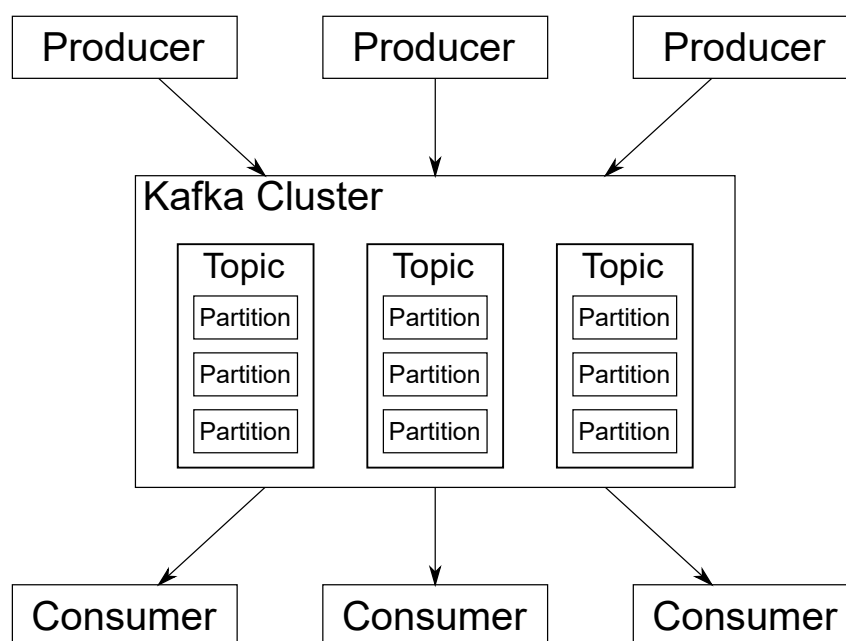 Producer Producer Producer
Kafka Cluster
Topic Topic Topic
Partition Partition Partition
Partition Partition Partition
Partition Partition Partition
Consumer Consumer Consumer